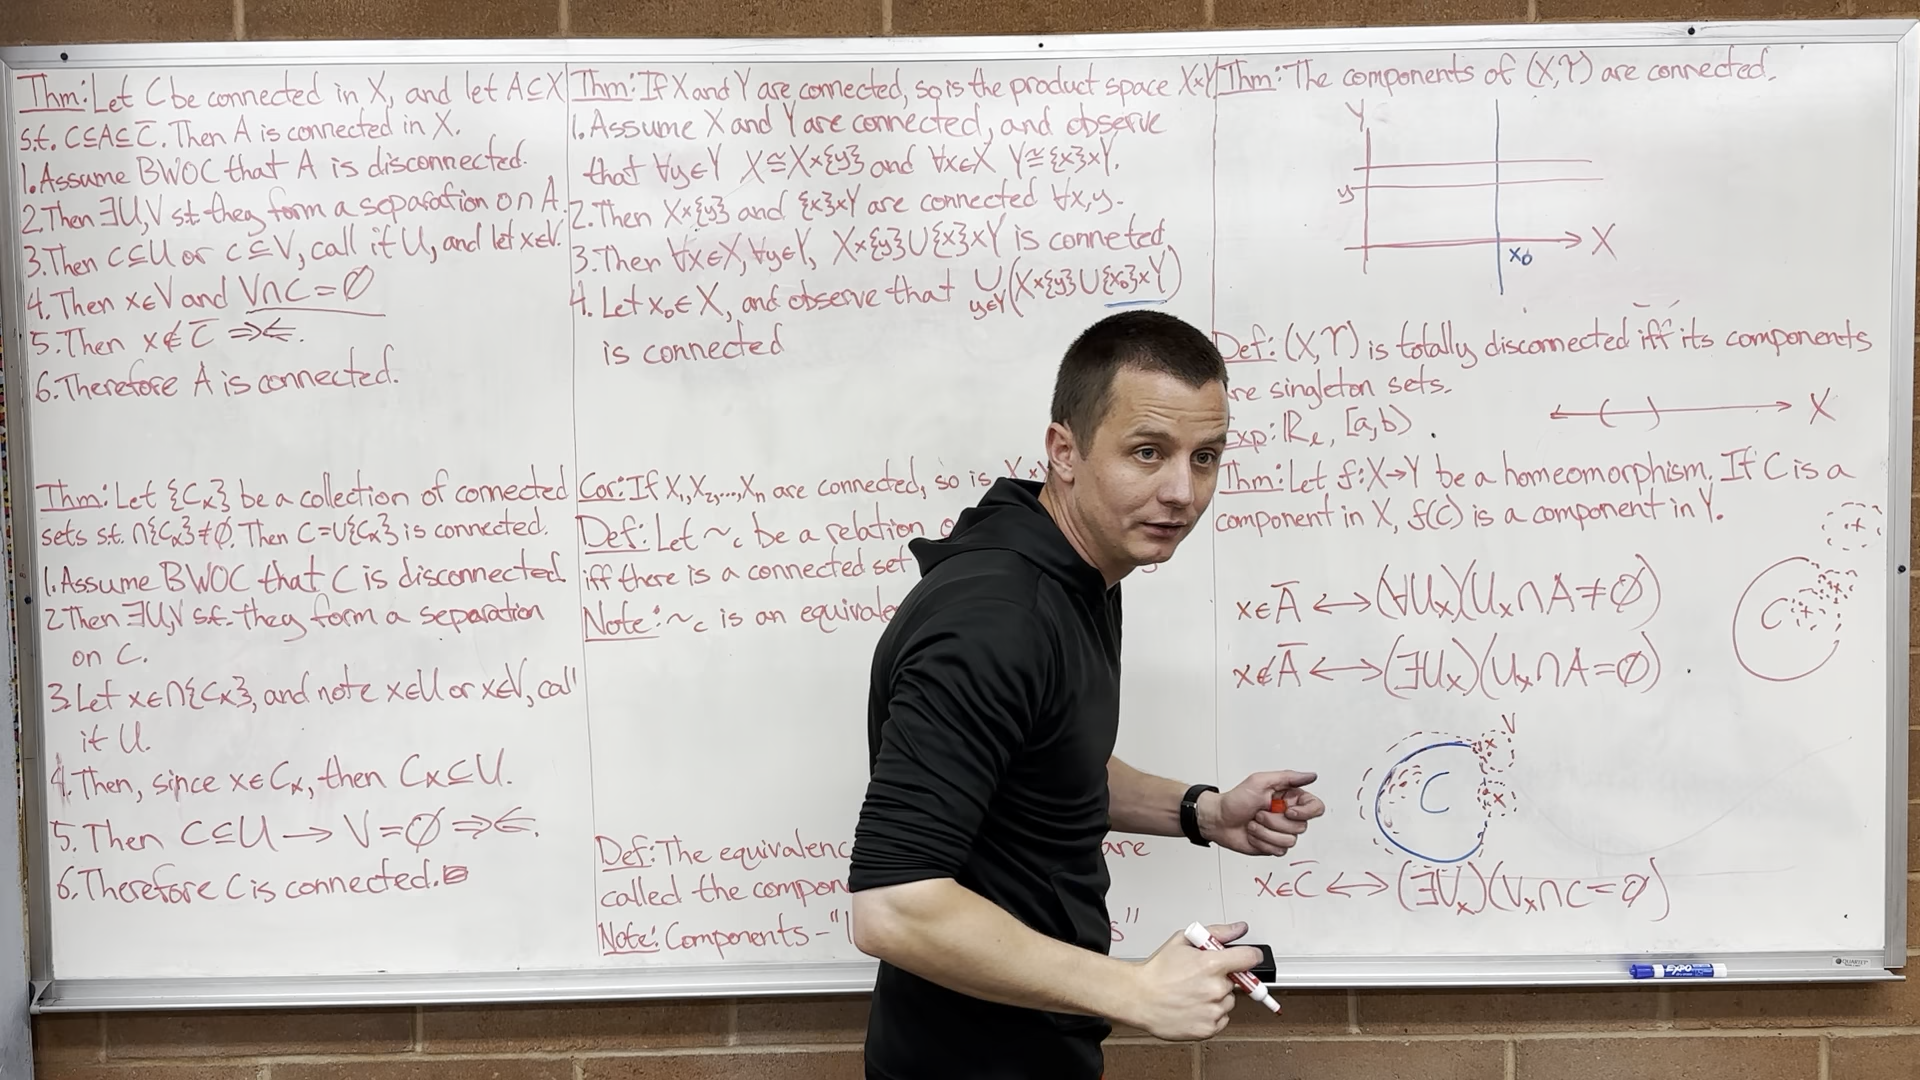 Thm: Let C be connected in X, and let A⊆X
s.t. C⊆A⊆C̅. Then A is connected in X.
1. Assume BWOC that A is disconnected.
2. Then ∃U,V st they form a separation on A.
3. Then C⊆U or C⊆V, call it U, and let x∈V.
4. Then x∈V and V∩C=∅
5. Then x∉C̅ ⇒⇐.
6. Therefore A is connected.
Thm: Let {Cα} be a collection of connected
sets s.t. ∩{Cα}≠∅. Then C=∪{Cα} is connected.
1. Assume BWOC that C is disconnected
2. Then ∃U,V s.t. they form a separation
on C.
3. Let x∈∩{Cα}, and note x∈U or x∈V, call
it U.
4. Then, since x∈Cα, then Cα⊆U.
5. Then C⊆U → V=∅ ⇒⇐.
6. Therefore C is connected.
Thm: If X and Y are connected, so is the product space X×Y
1. Assume X and Y are connected, and observe
that ∀y∈Y X≅X×{y} and ∀x∈X Y≅{x}×Y.
2. Then X×{y} and {x}×Y are connected ∀x,y.
3. Then ∀x∈X, ∀y∈Y, X×{y}∪{x}×Y is conneted
4. Let x₀∈X, and observe that ∪y∈Y(X×{y}∪{x₀}×Y)
is connected
Cor: If X₁,X₂,...,Xn are connected, so is
Def: Let ~c be a relation
iff there is a connected set
Note: ~c is an
Def: The are
called the
Note: Components - "
Thm: The components of (X,Υ) are connected.
Y
y
X
x₀
Def: (X,Υ) is totally disconnected iff its components
are singleton sets.
Exp: ℝℓ, [a,b).
( ) X
Thm: Let f:X→Y be a homeomorphism. If C is a
component in X, f(C) is a component in Y.
x∈A̅ ↔ (∀Ux)(Ux∩A≠∅)
x∉A̅ ↔ (∃Ux)(Ux∩A=∅).
C
V
x
x
C
x∈C̅ ↔ (∃Vx)(Vx∩C=∅)
EXPO
QUARTET